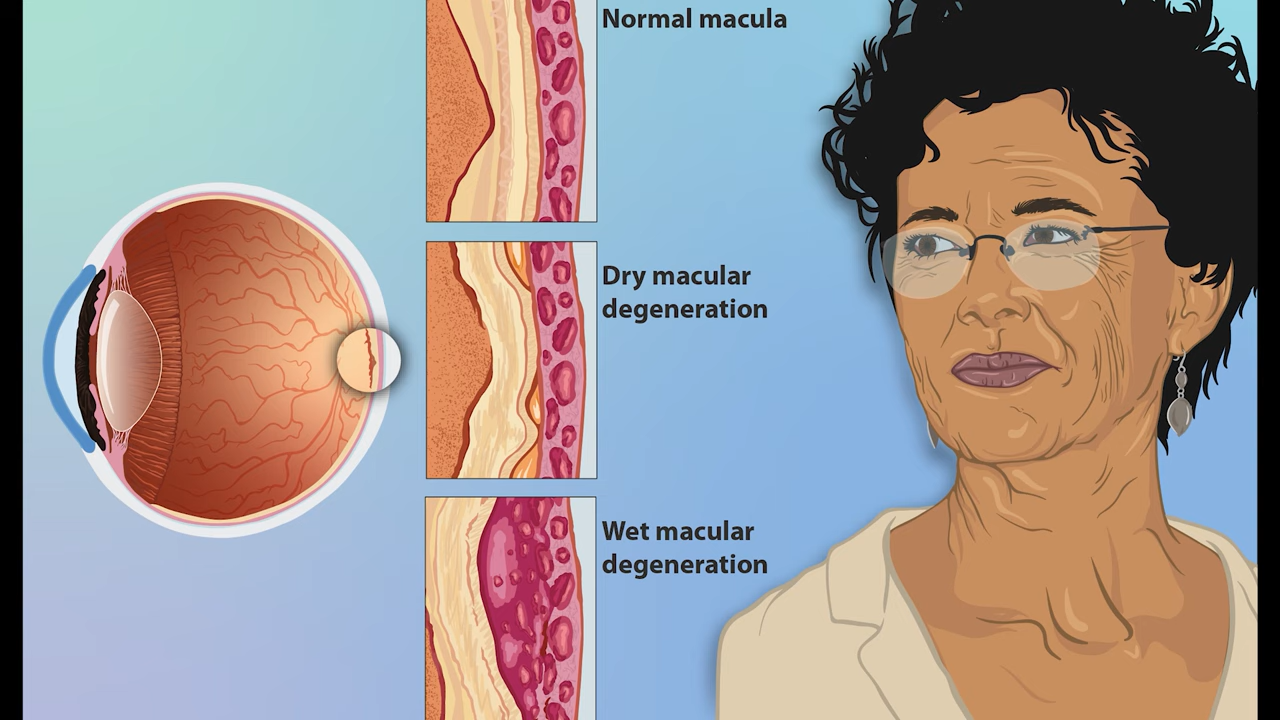 Normal macula
Dry macular
degeneration
Wet macular
degeneration